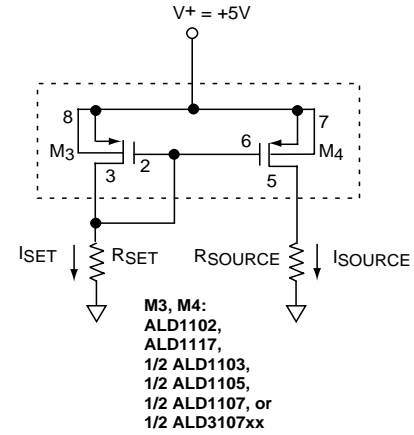 V+ = +5V
8
7
M3
2
6
M4
3
5
ISET
RSET
RSOURCE
ISOURCE
M3, M4:
ALD1102,
ALD1117,
1/2 ALD1103,
1/2 ALD1105,
1/2 ALD1107, or
1/2 ALD3107xx